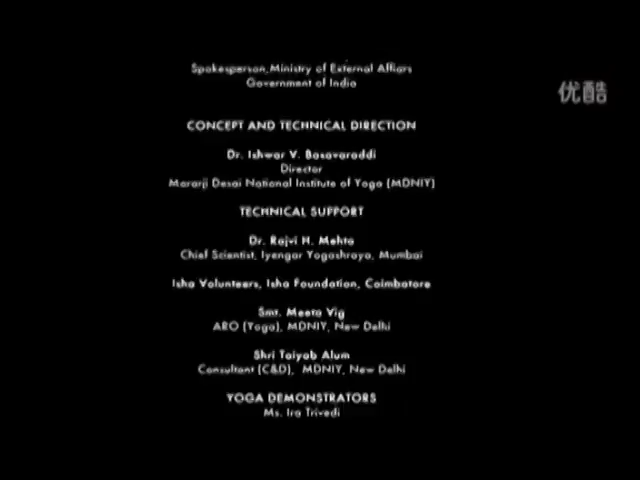 Spokesperson, Ministry of External Affiars
Government of India
优酷
CONCEPT AND TECHNICAL DIRECTION
Dr. Ishwar V. Basavaraddi
Director
Mararji Desai National Institute of Yoga (MDNIY)
TECHNICAL SUPPORT
Dr. Rajvi H. Mehta
Chief Scientist, Iyengar Yogashraya, Mumbai
Isha Volunteers, Isha Foundation, Coimbatore
Smt. Meera Vig
ARO (Yoga), MDNIY, New Delhi
Shri Taiyab Alum
Consultant (C&D), MDNIY, New Delhi
YOGA DEMONSTRATORS
Ms. Ira Trivedi